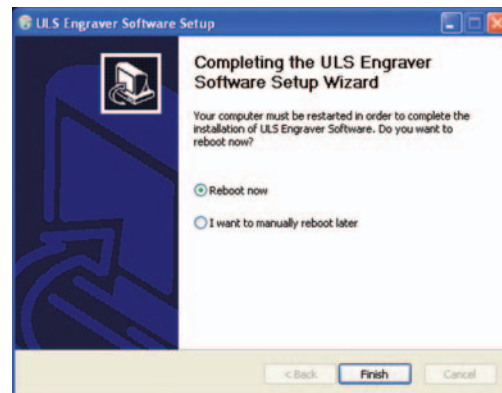 ULS Engraver Software Setup
Completing the ULS Engraver
Software Setup Wizard
Your computer must be restarted in order to complete the
installation of ULS Engraver Software. Do you want to
reboot now?
Reboot now
I want to manually reboot later
< Back Finish Cancel